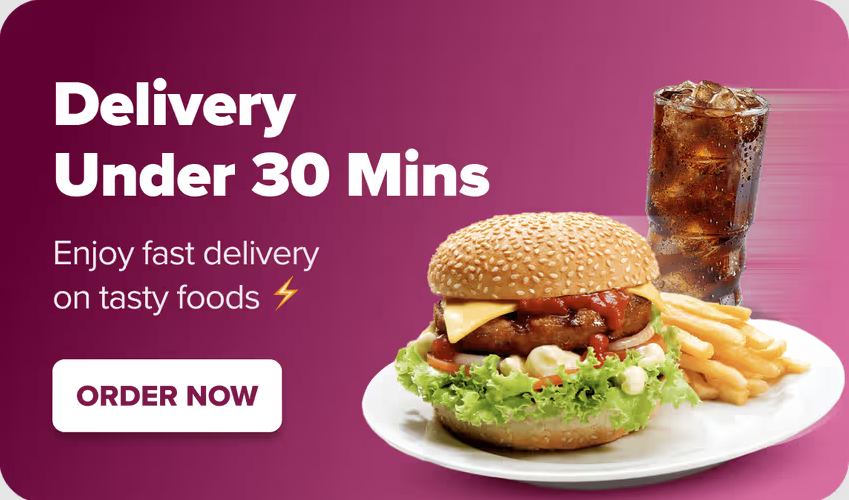 Delivery
Under 30 Mins
Enjoy fast delivery
on tasty foods ⚡
ORDER NOW